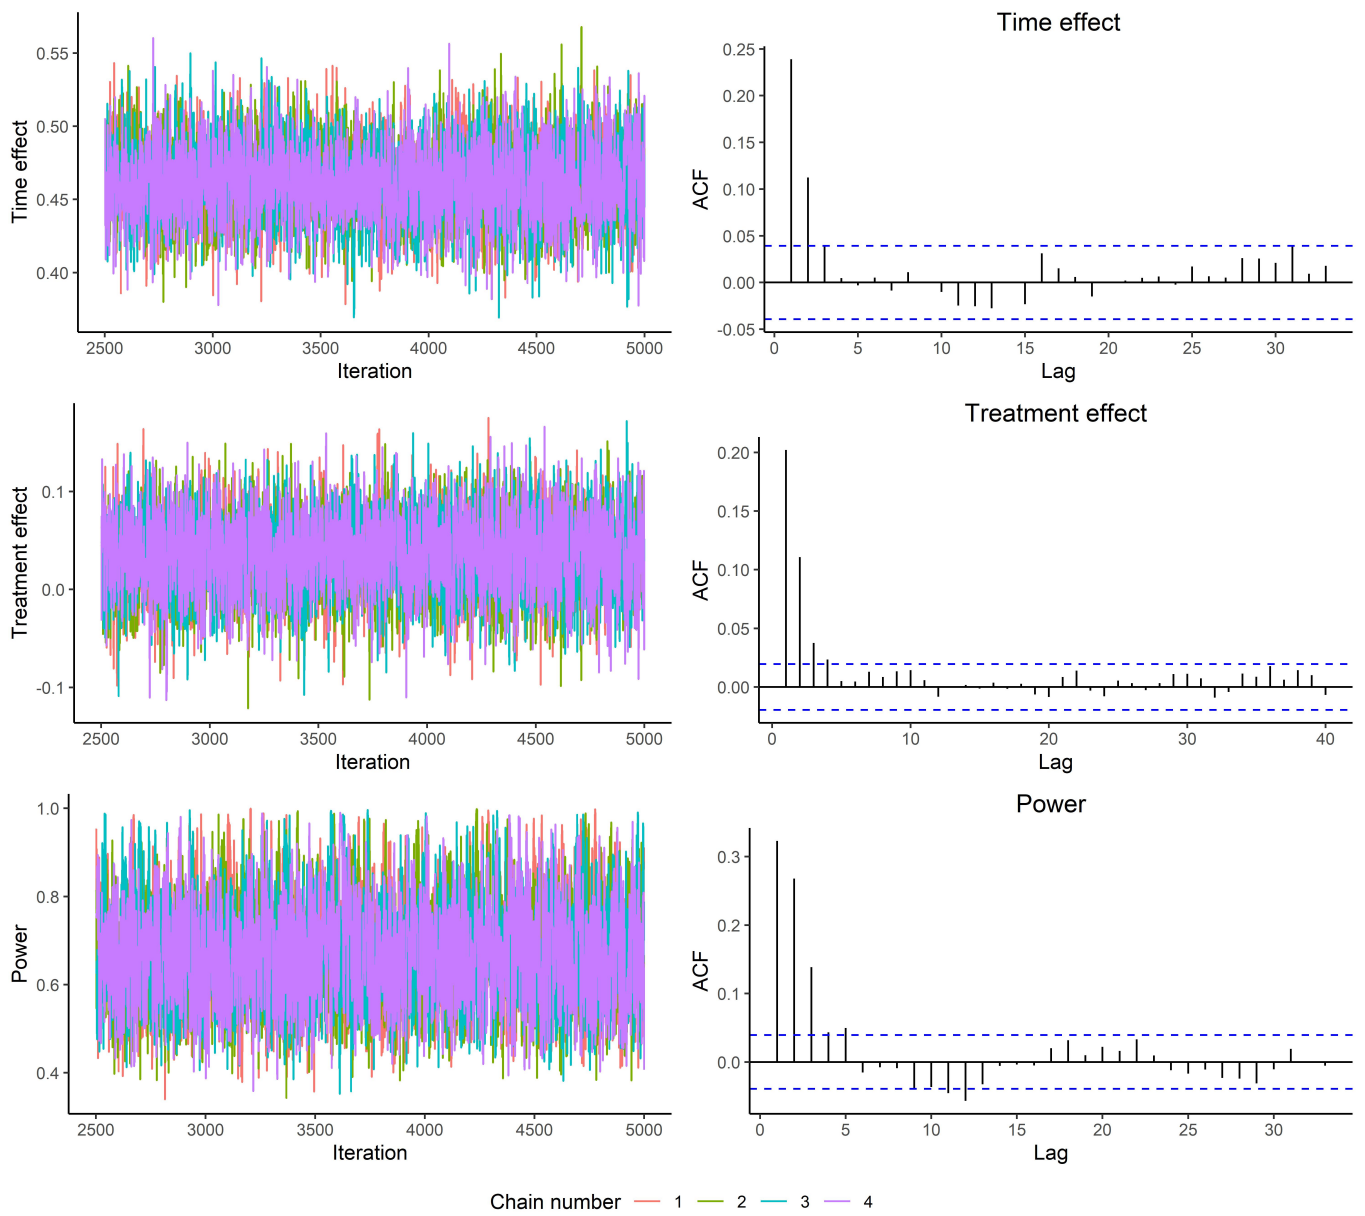 Time effect
0.55
0.50
0.45
0.40
2500 3000 3500 4000 4500 5000
Iteration
Time effect
ACF
0.25
0.20
0.15
0.10
0.05
0.00
-0.05
0 5 10 15 20 25 30
Lag
Treatment effect
0.1
0.0
-0.1
2500 3000 3500 4000 4500 5000
Iteration
Treatment effect
ACF
0.20
0.15
0.10
0.05
0.00
0 10 20 30 40
Lag
Power
1.0
0.8
0.6
0.4
2500 3000 3500 4000 4500 5000
Iteration
Power
ACF
0.3
0.2
0.1
0.0
0 5 10 15 20 25 30
Lag
Chain number 1 2 3 4